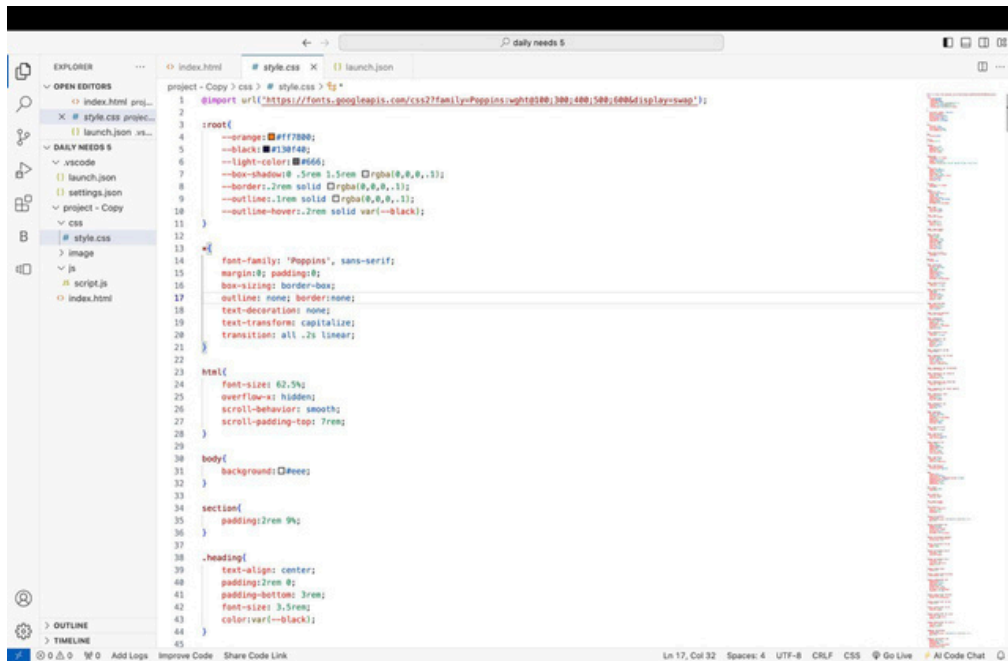 daily needs 5
EXPLORER
index.html
style.css
launch.json
OPEN EDITORS
index.html proj...
style.css projec...
launch.json .vs...
DAILY NEEDS 5
.vscode
launch.json
settings.json
project - Copy
css
style.css
image
js
script.js
index.html
OUTLINE
TIMELINE
project - Copy > css > # style.css > *
1 @import url('https://fonts.googleapis.com/css2?family=Poppins:wght@100;300;400;500;600&display=swap');
2
3 :root{
4 --orange:#ff7800;
5 --black:#130f40;
6 --light-color:#666;
7 --box-shadow:0 .5rem 1.5rem rgba(0,0,0,.1);
8 --border:.2rem solid rgba(0,0,0,.1);
9 --outline:.1rem solid rgba(0,0,0,.1);
10 --outline-hover:.2rem solid var(--black);
11 }
12
13 *{
14 font-family: 'Poppins', sans-serif;
15 margin:0; padding:0;
16 box-sizing: border-box;
17 outline: none; border:none;
18 text-decoration: none;
19 text-transform: capitalize;
20 transition: all .2s linear;
21 }
22
23 html{
24 font-size: 62.5%;
25 overflow-x: hidden;
26 scroll-behavior: smooth;
27 scroll-padding-top: 7rem;
28 }
29
30 body{
31 background:#eee;
32 }
33
34 section{
35 padding:2rem 9%;
36 }
37
38 .heading{
39 text-align: center;
40 padding:2rem 0;
41 padding-bottom: 3rem;
42 font-size: 3.5rem;
43 color:var(--black);
44 }
45
0 0 0 Add Logs Improve Code Share Code Link Ln 17, Col 32 Spaces: 4 UTF-8 CRLF CSS Go Live AI Code Chat